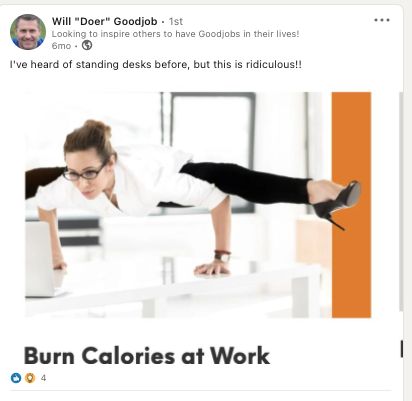 Will "Doer" Goodjob · 1st
Looking to inspire others to have Goodjobs in their lives!
6mo ·
I've heard of standing desks before, but this is ridiculous!!
Burn Calories at Work
4